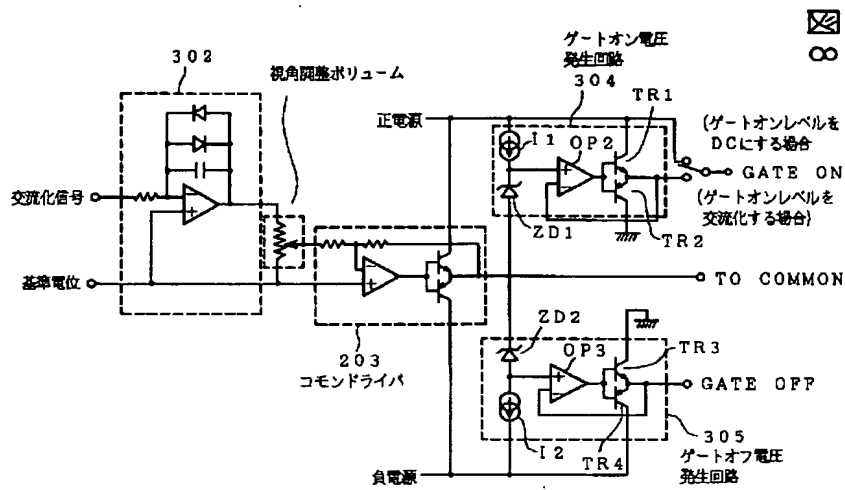 図
8
302
視角調整ボリューム
ゲートオン電圧
発生回路
304
TR1
正電源
I1
OP2
(ゲートオンレベルを
DCにする場合)
GATE ON
(ゲートオンレベルを
交流化する場合)
ZD1
TR2
交流化信号
基準電位
TO COMMON
203
コモンドライバ
ZD2
OP3
TR3
GATE OFF
I2
TR4
305
ゲートオフ電圧
発生回路
負電源